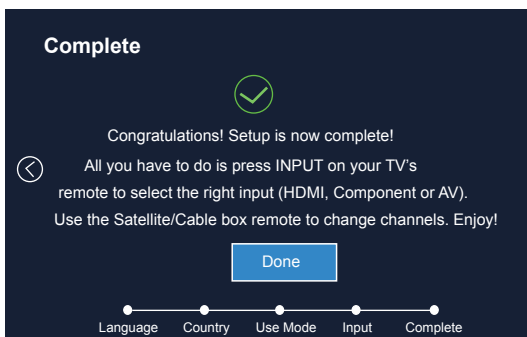 Complete
Congratulations! Setup is now complete!
All you have to do is press INPUT on your TV's
remote to select the right input (HDMI, Component or AV).
Use the Satellite/Cable box remote to change channels. Enjoy!
Done
Language Country Use Mode Input Complete